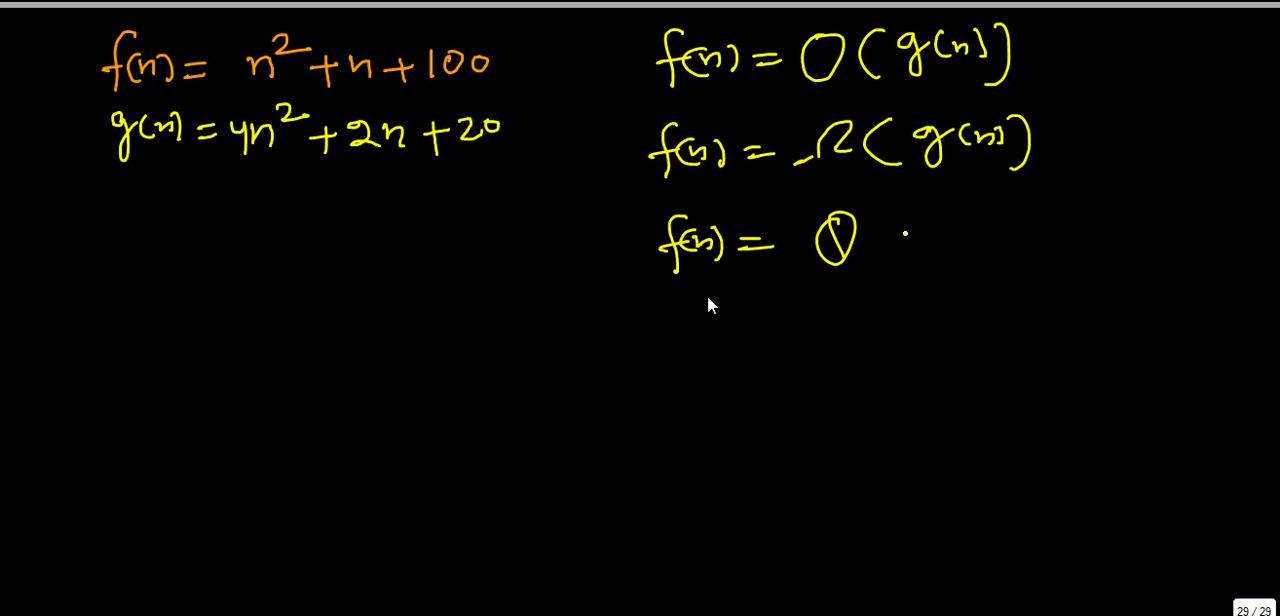 f(n) = n² + n + 100
g(n) = 4n² + 2n + 20
f(n) = O(g(n))
f(n) = Ω(g(n))
f(n) =
29 / 29